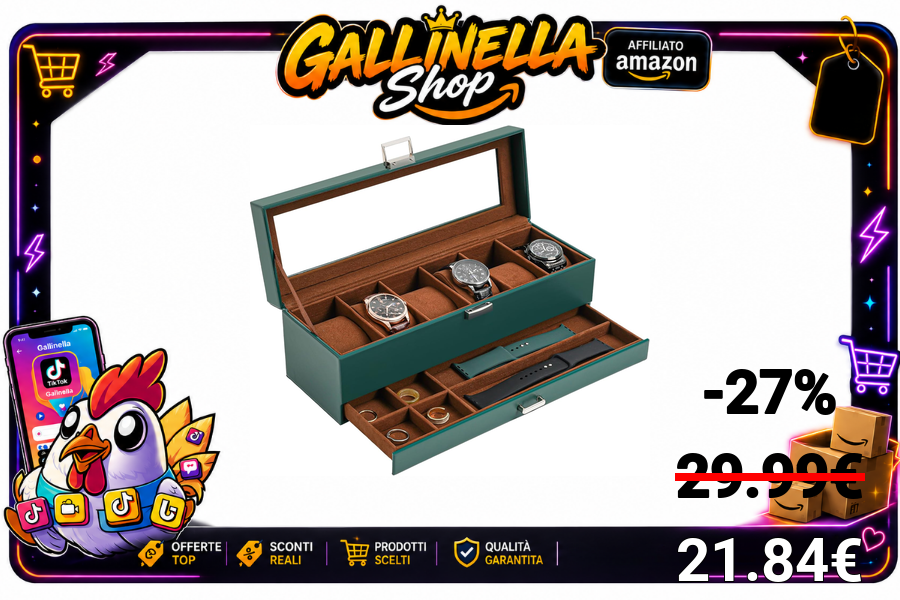 GALLINELLA
Shop
AFFILIATO
amazon
Gallinella
TikTok
Gallinella
-27%
29.99€
21.84€
OFFERTE
TOP
SCONTI
REALI
PRODOTTI
SCELTI
QUALITÀ
GARANTITA